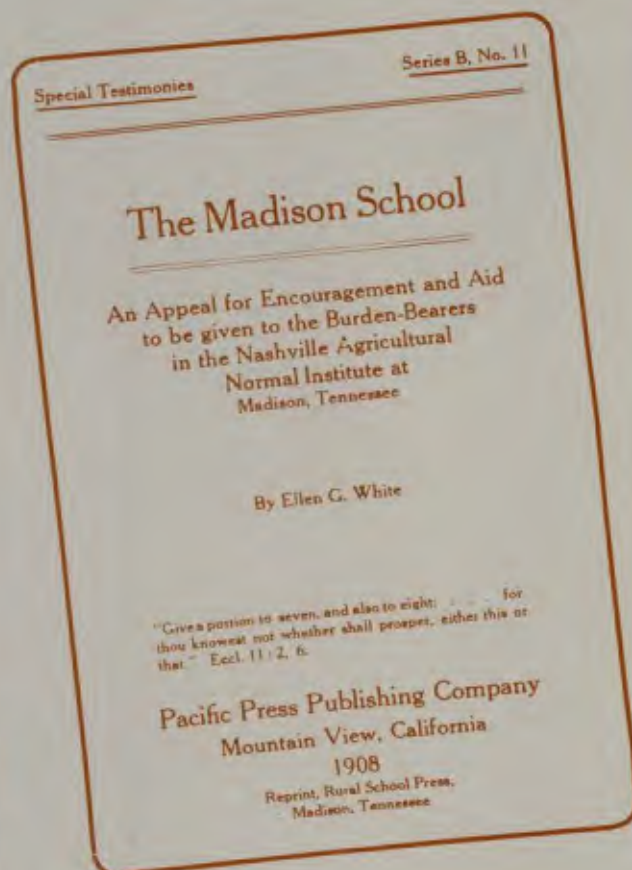 Special Testimonies
Series B, No. 11
The Madison School
An Appeal for Encouragement and Aid
to be given to the Burden-Bearers
in the Nashville Agricultural
Normal Institute at
Madison, Tennessee
By Ellen G. White
"Give a portion to seven, and also to eight; . . . for
thou knowest not whether shall prosper, either this or
that." Eccl. 11:2, 6.
Pacific Press Publishing Company
Mountain View, California
1908
Reprint, Rural School Press,
Madison, Tennessee